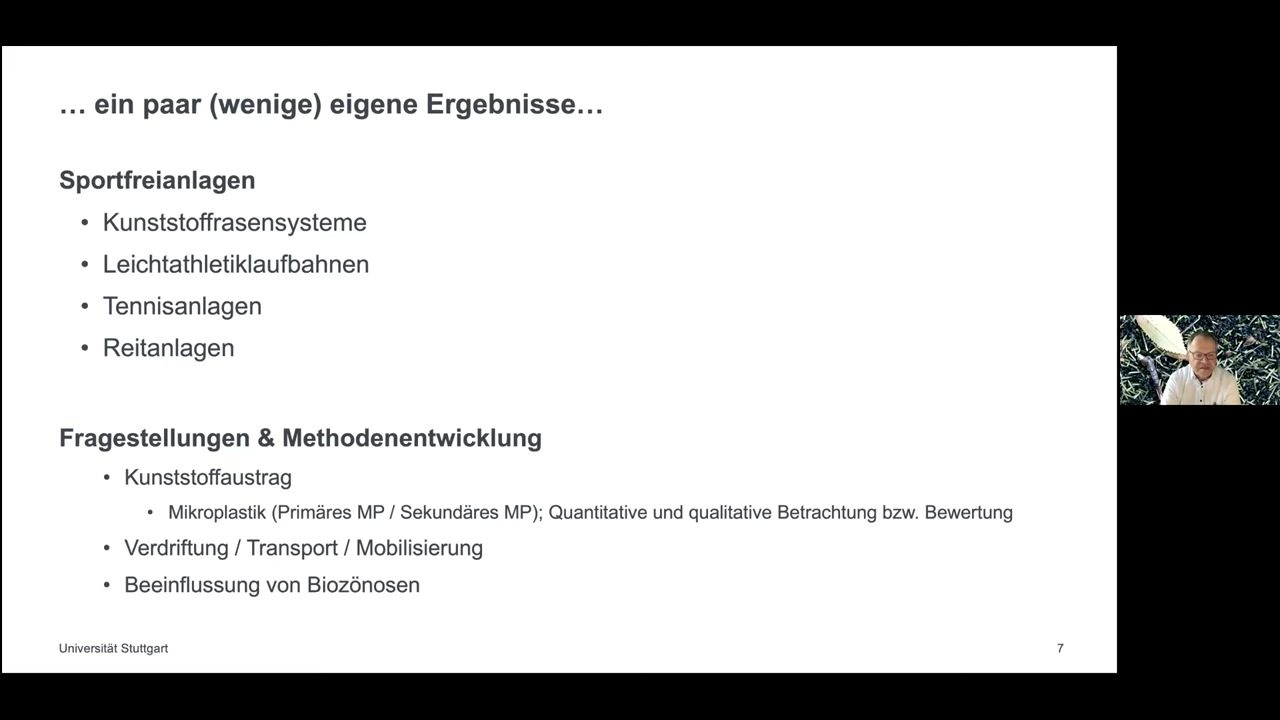 … ein paar (wenige) eigene Ergebnisse…
Sportfreianlagen
• Kunststoffrasensysteme
• Leichtathletiklaufbahnen
• Tennisanlagen
• Reitanlagen
Fragestellungen & Methodenentwicklung
• Kunststoffaustrag
• Mikroplastik (Primäres MP / Sekundäres MP); Quantitative und qualitative Betrachtung bzw. Bewertung
• Verdriftung / Transport / Mobilisierung
• Beeinflussung von Biozönosen
Universität Stuttgart
7